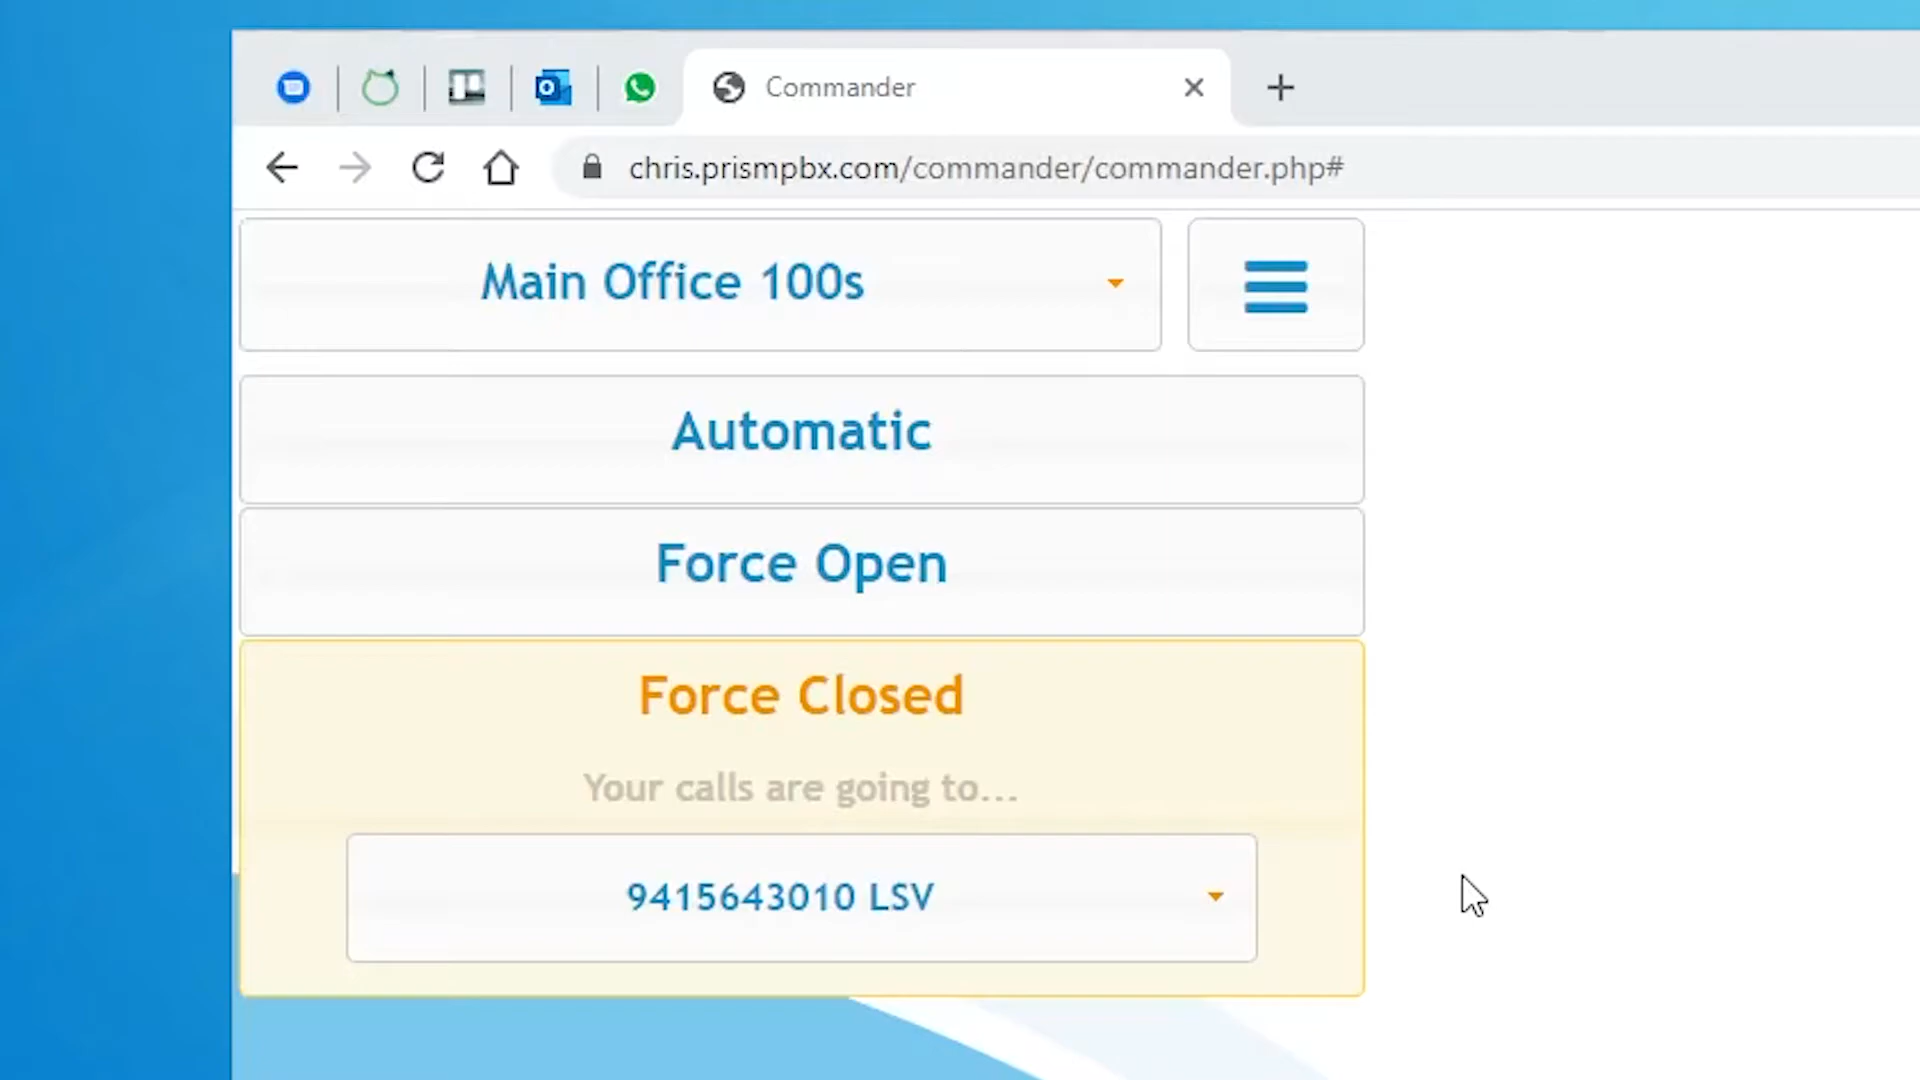 Commander
chris.prismpbx.com/commander/commander.php#
Main Office 100s
Automatic
Force Open
Force Closed
Your calls are going to...
9415643010 LSV